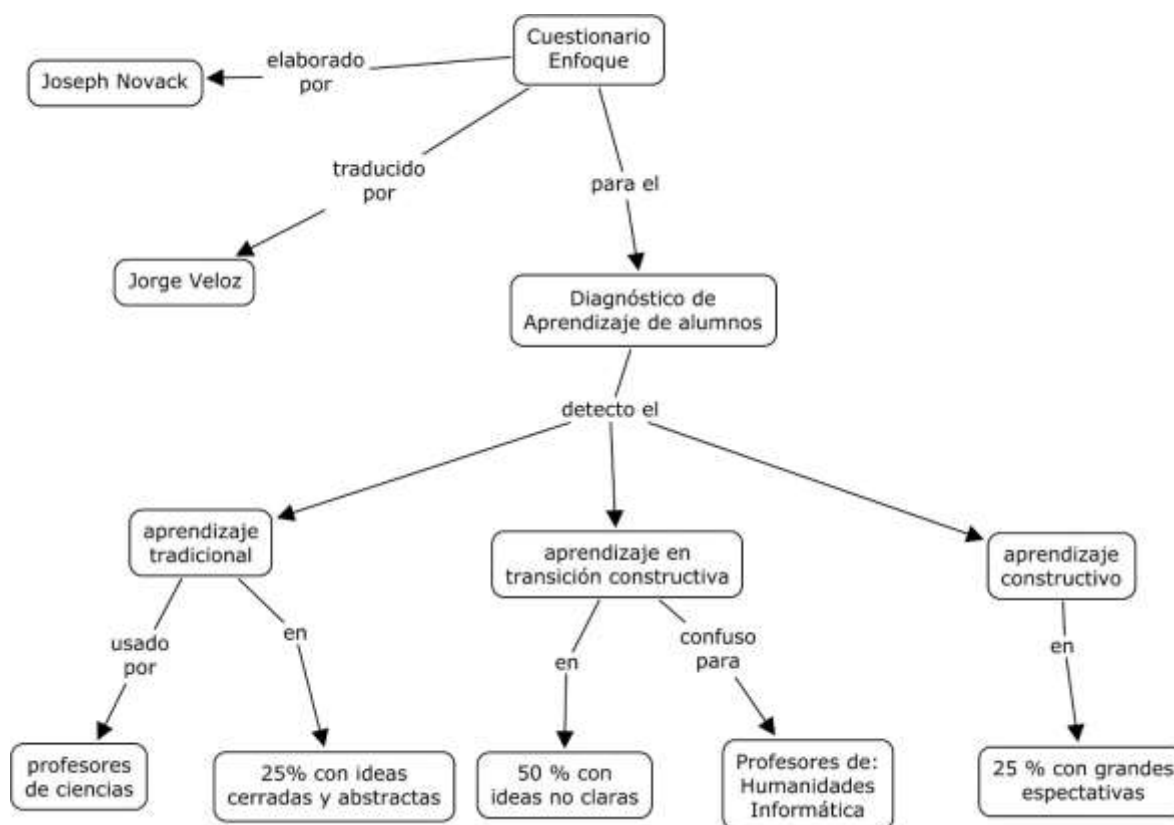 Cuestionario
Enfoque
elaborado
por
Joseph Novack
traducido
por
para el
Jorge Veloz
Diagnóstico de
Aprendizaje de alumnos
detecto el
aprendizaje
tradicional
aprendizaje en
transición constructiva
aprendizaje
constructivo
usado
por
en
en
confuso
para
en
profesores
de ciencias
25% con ideas
cerradas y abstractas
50 % con
ideas no claras
Profesores de:
Humanidades
Informática
25 % con grandes
espectativas